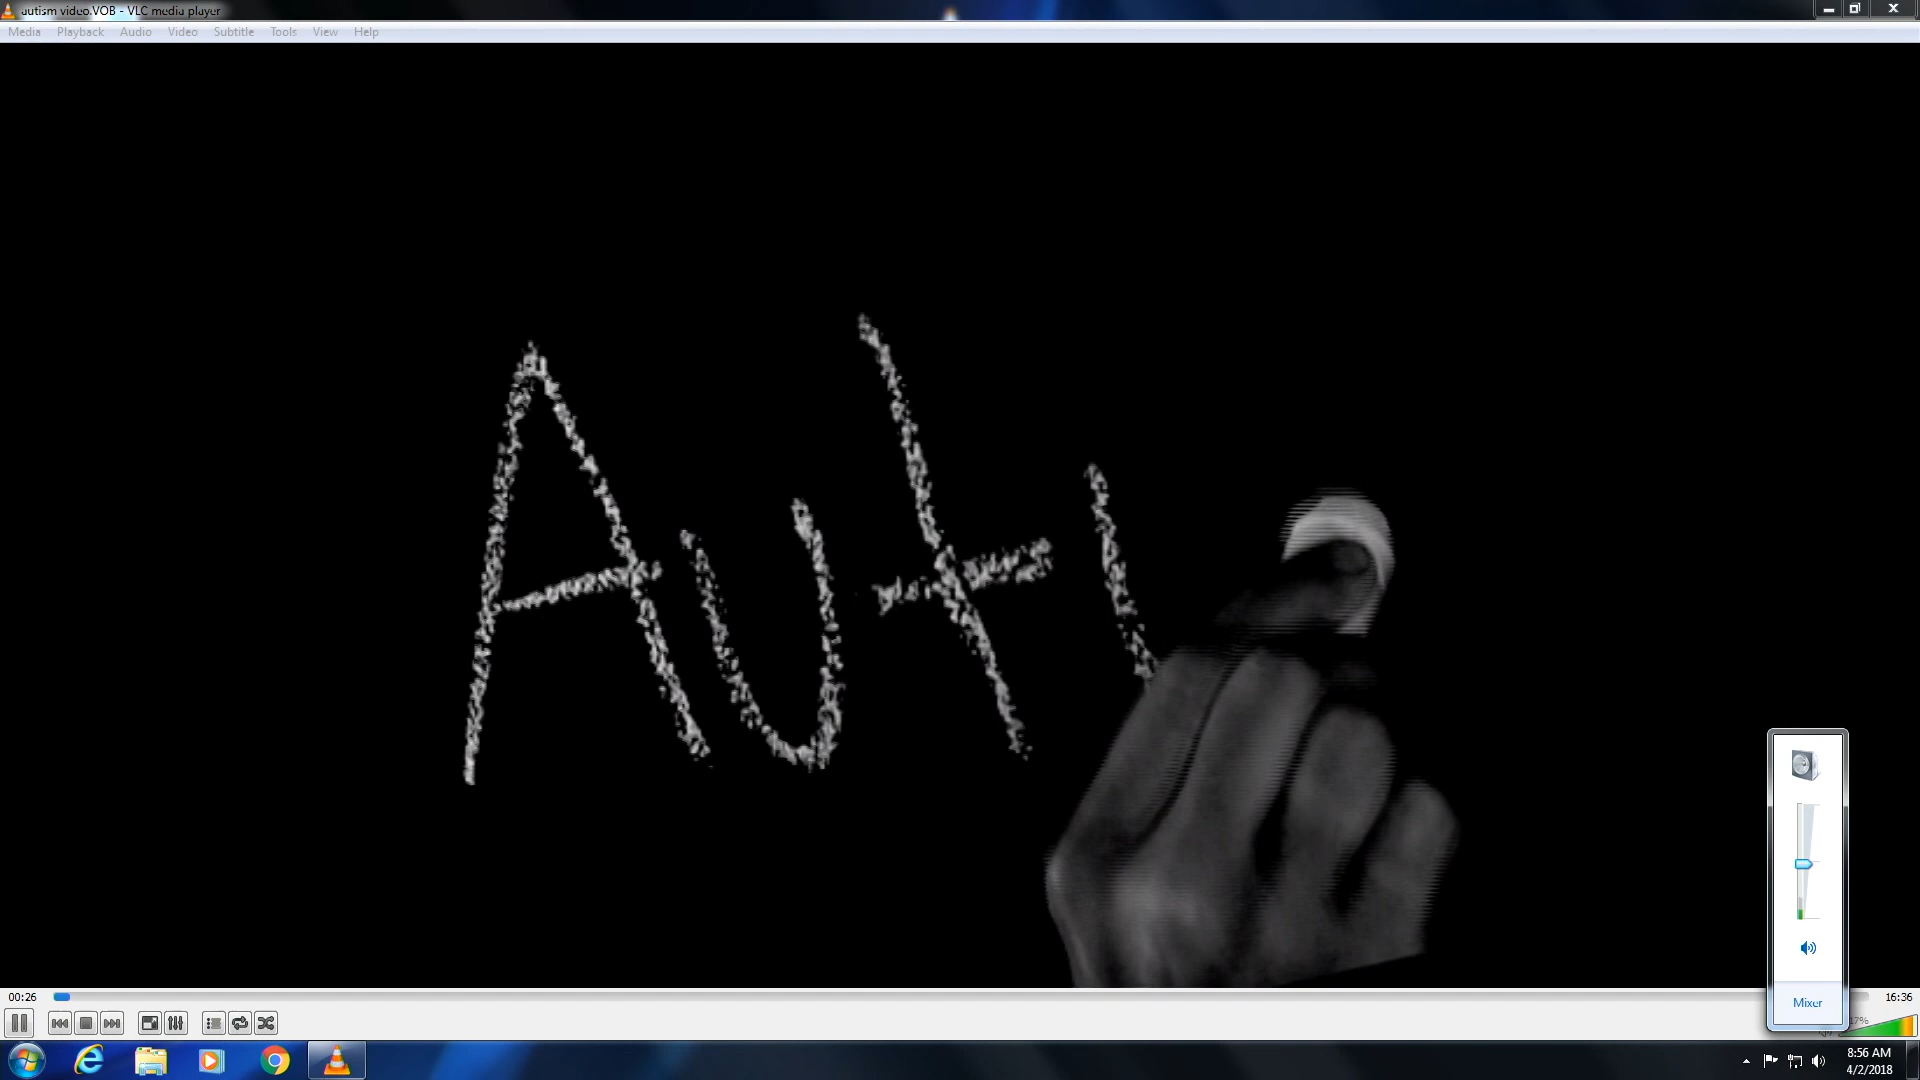 autism video.VOB - VLC media player
Media Playback Audio Video Subtitle Tools View Help
Auti
00:26
16:36
Mixer
8:56 AM
4/2/2018